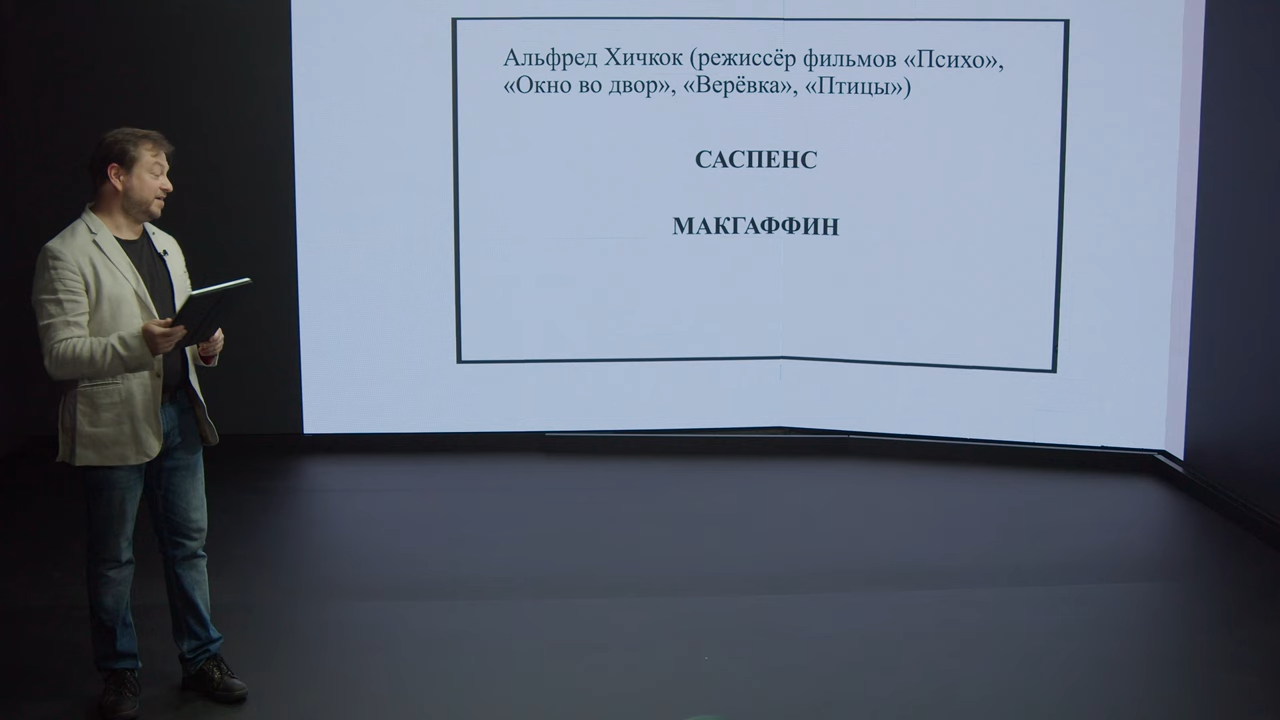 Альфред Хичкок (режиссёр фильмов «Психо»,
«Окно во двор», «Верёвка», «Птицы»)
САСПЕНС
МАКГАФФИН